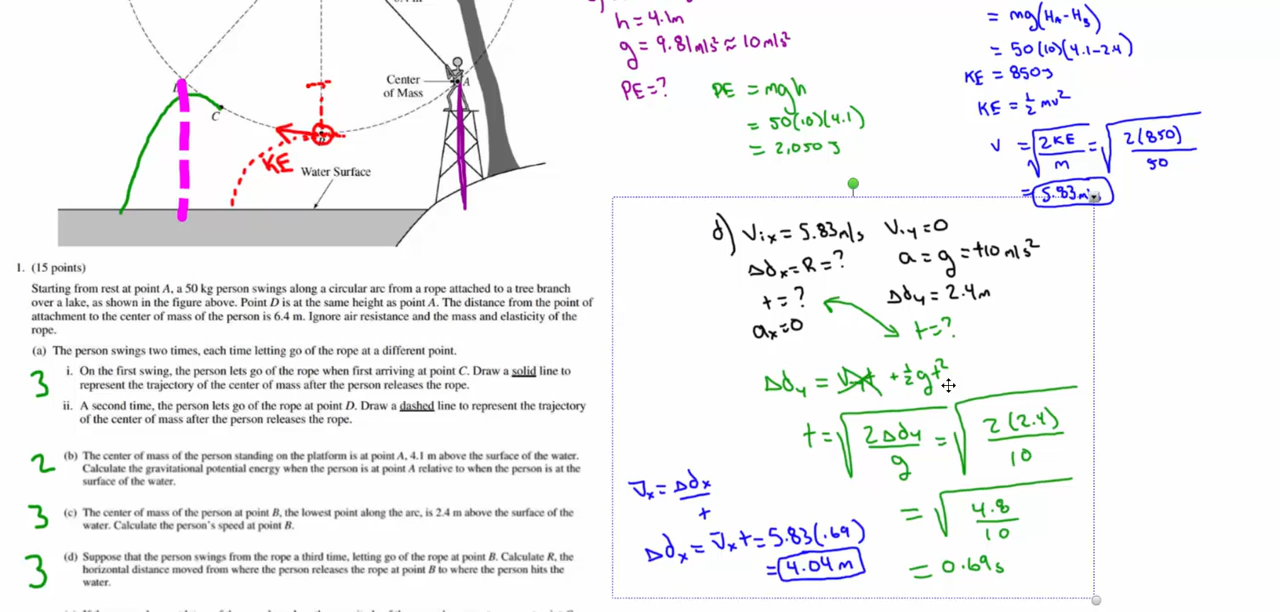 Center
of Mass
A
C
B
KE
Water Surface
1. (15 points)
Starting from rest at point A, a 50 kg person swings along a circular arc from a rope attached to a tree branch
over a lake, as shown in the figure above. Point D is at the same height as point A. The distance from the point of
attachment to the center of mass of the person is 6.4 m. Ignore air resistance and the mass and elasticity of the
rope.
(a) The person swings two times, each time letting go of the rope at a different point.
3
i. On the first swing, the person lets go of the rope when first arriving at point C. Draw a solid line to
represent the trajectory of the center of mass after the person releases the rope.
ii. A second time, the person lets go of the rope at point D. Draw a dashed line to represent the trajectory
of the center of mass after the person releases the rope.
2
(b) The center of mass of the person standing on the platform is at point A, 4.1 m above the surface of the water.
Calculate the gravitational potential energy when the person is at point A relative to when the person is at the
surface of the water.
3
(c) The center of mass of the person at point B, the lowest point along the arc, is 2.4 m above the surface of the
water. Calculate the person's speed at point B.
3
(d) Suppose that the person swings from the rope a third time, letting go of the rope at point B. Calculate R, the
horizontal distance moved from where the person releases the rope at point B to where the person hits the
water.
h = 4.1m
g = 9.81m/s² ≈ 10m/s²
PE = ?
PE = mgh
= 50(10)(4.1)
= 2,050 J
= mg(HA-HB)
= 50(10)(4.1-2.4)
KE = 850J
KE = ½mv²
v = √2KE/m = √2(850)/50
= 5.83m
d) Vix = 5.83m/s Viy = 0
Δdx = R = ? a = g = +10m/s²
t = ? Δdy = 2.4m
ax = 0 t = ?
Δdy = +½gt²
t = √2Δdy/g = √2(2.4)/10
= √4.8/10
= 0.69s
V̄x = Δdx/t
Δdx = V̄xt = 5.83(.69)
= 4.04m